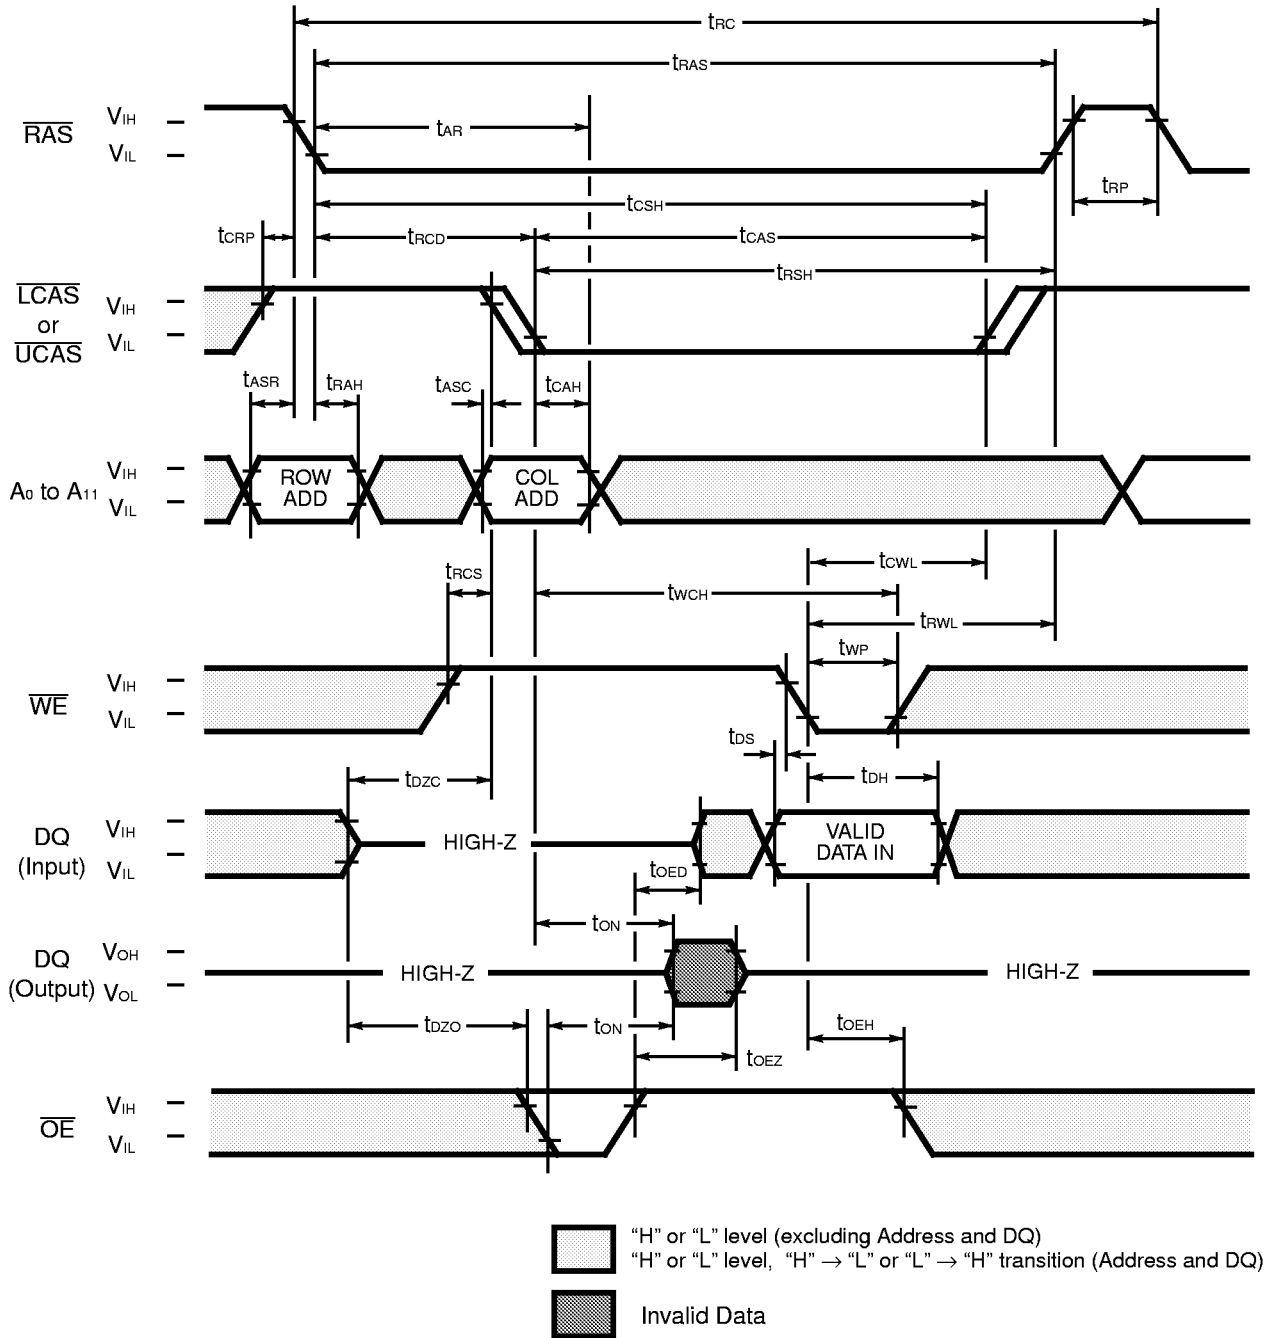 tRC
tRAS
RAS
VIH
VIL
tAR
tRP
tCSH
tCRP
tRCD
tCAS
tRSH
LCAS
or
UCAS
VIH
VIL
tASR
tRAH
tASC
tCAH
A0 to A11
VIH
VIL
ROW
ADD
COL
ADD
tCWL
tRCS
tWCH
tRWL
tWP
WE
VIH
VIL
tDS
tDZC
tDH
DQ
(Input)
VIH
VIL
HIGH-Z
VALID
DATA IN
tOED
tON
DQ
(Output)
VOH
VOL
HIGH-Z
HIGH-Z
tDZO
tON
tOEH
tOEZ
OE
VIH
VIL
“H” or “L” level (excluding Address and DQ)
“H” or “L” level, “H” → “L” or “L” → “H” transition (Address and DQ)
Invalid Data